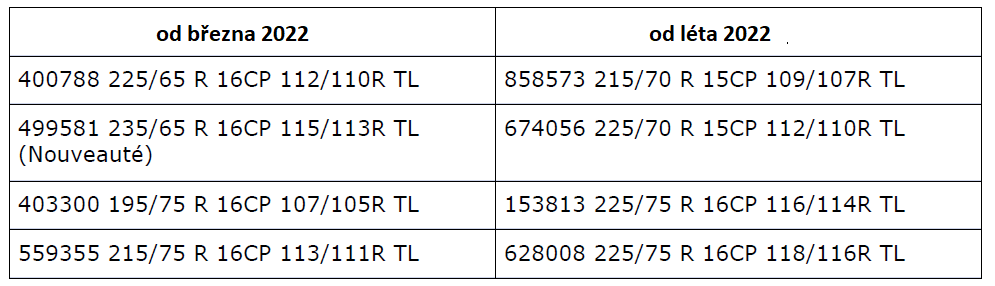 od března 2022
od léta 2022
400788 225/65 R 16CP 112/110R TL
858573 215/70 R 15CP 109/107R TL
499581 235/65 R 16CP 115/113R TL
(Nouveauté)
674056 225/70 R 15CP 112/110R TL
403300 195/75 R 16CP 107/105R TL
153813 225/75 R 16CP 116/114R TL
559355 215/75 R 16CP 113/111R TL
628008 225/75 R 16CP 118/116R TL